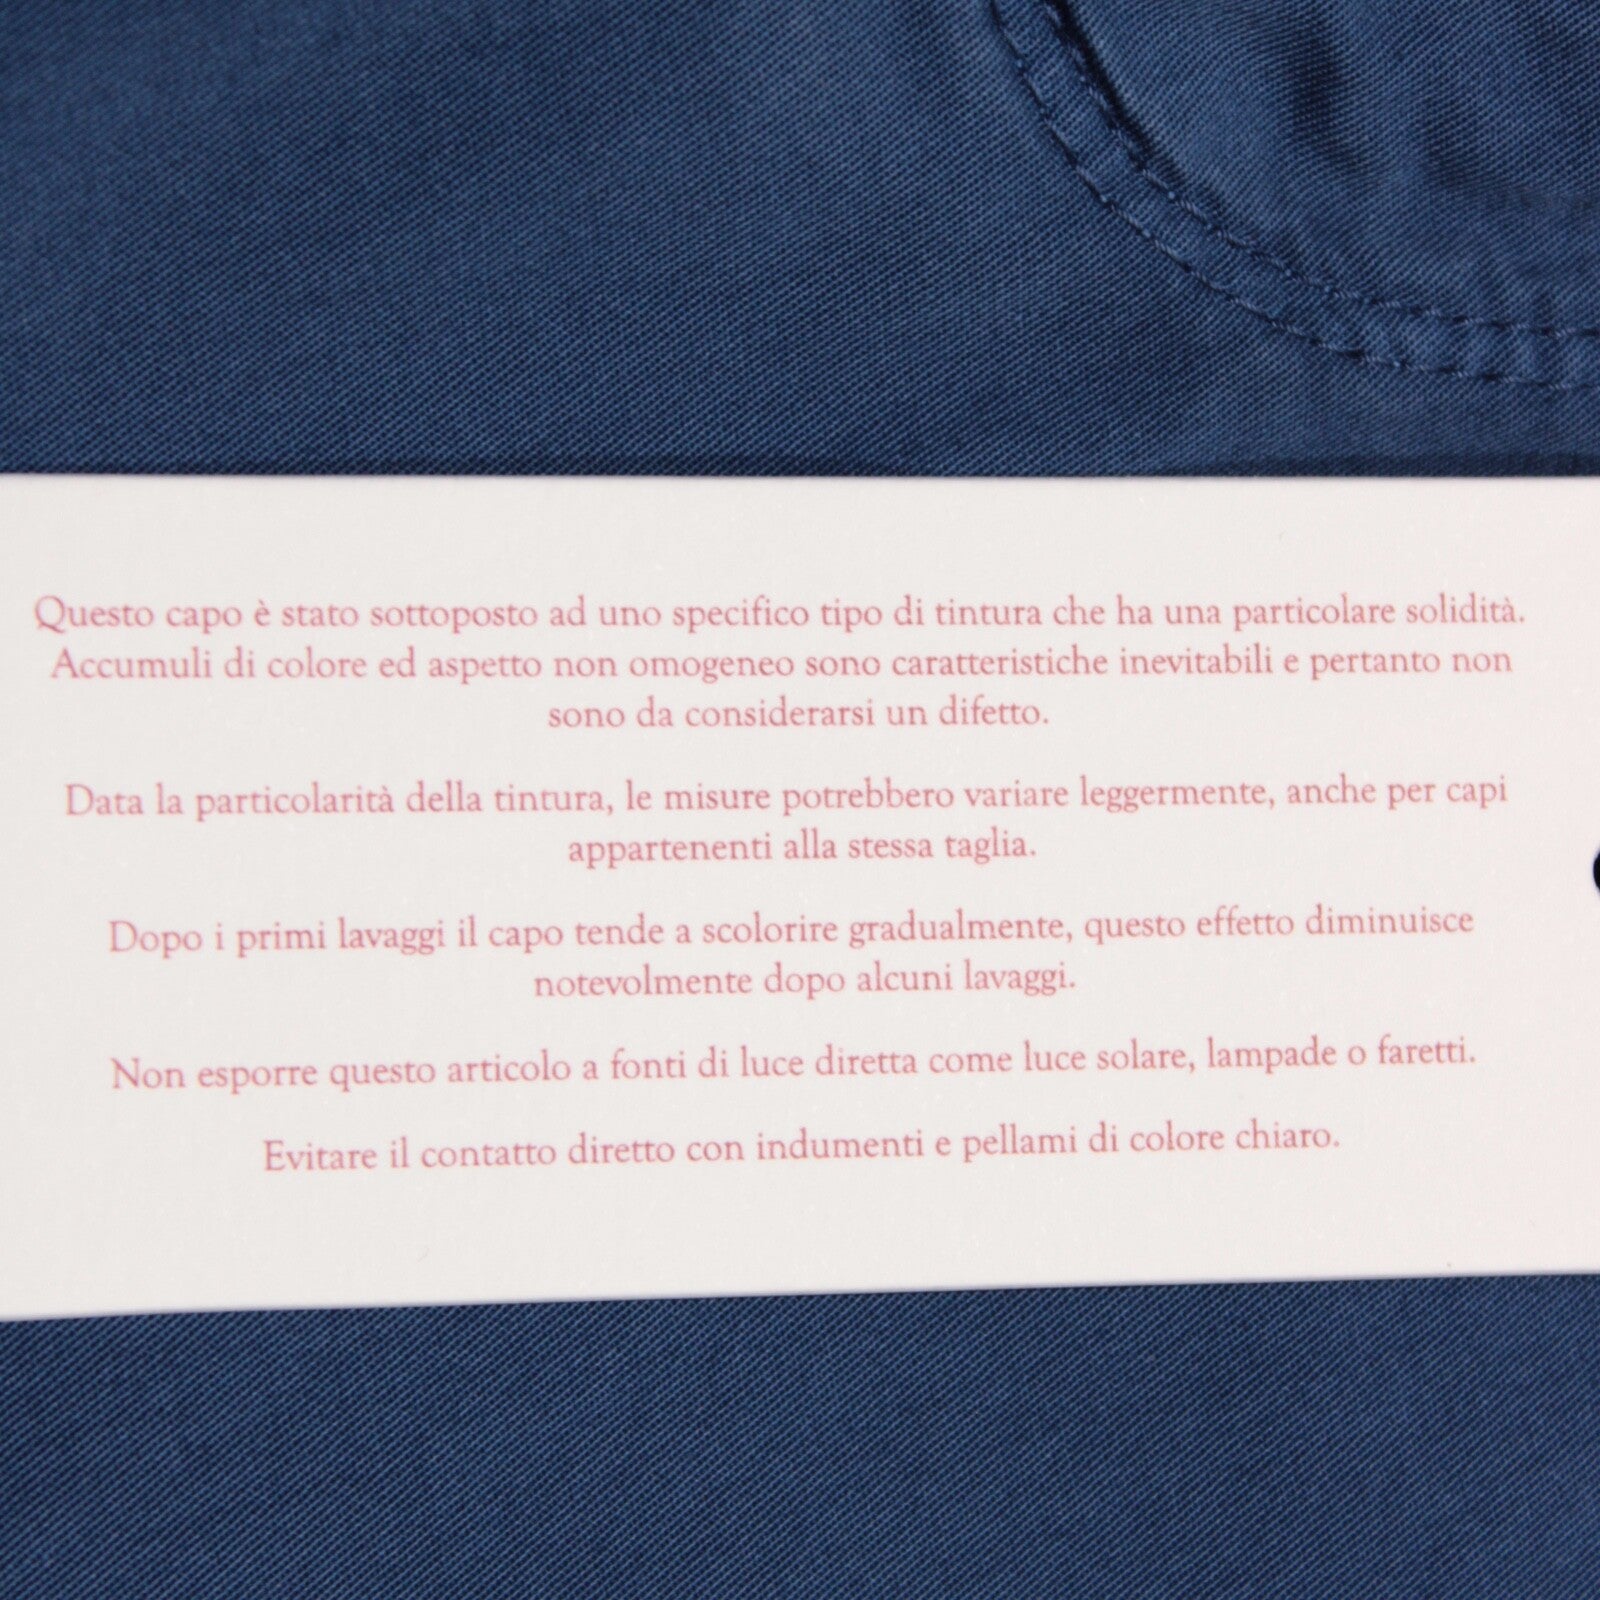 Questo capo è stato sottoposto ad uno specifico tipo di tintura che ha una particolare solidità.
Accumuli di colore ed aspetto non omogeneo sono caratteristiche inevitabili e pertanto non
sono da considerarsi un difetto.
Data la particolarità della tintura, le misure potrebbero variare leggermente, anche per capi
appartenenti alla stessa taglia.
Dopo i primi lavaggi il capo tende a scolorire gradualmente, questo effetto diminuisce
notevolmente dopo alcuni lavaggi.
Non esporre questo articolo a fonti di luce diretta come luce solare, lampade o faretti.
Evitare il contatto diretto con indumenti e pellami di colore chiaro.